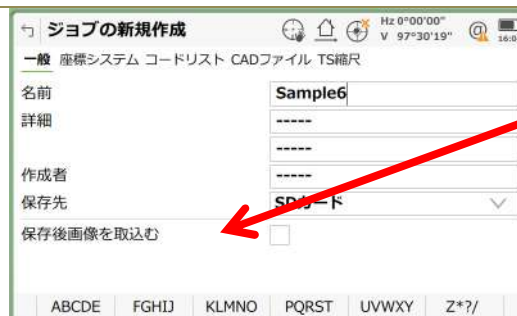 ジョブの新規作成
Hz 0°00'00"
V 97°30'19"
@
一般 座標システム コードリスト CADファイル TS縮尺
名前 Sample6
詳細 -----
-----
作成者 -----
保存先 SDカード
保存後画像を取込む
ABCDE FGHIJ KLMNO PQRST UVWXY Z*?/